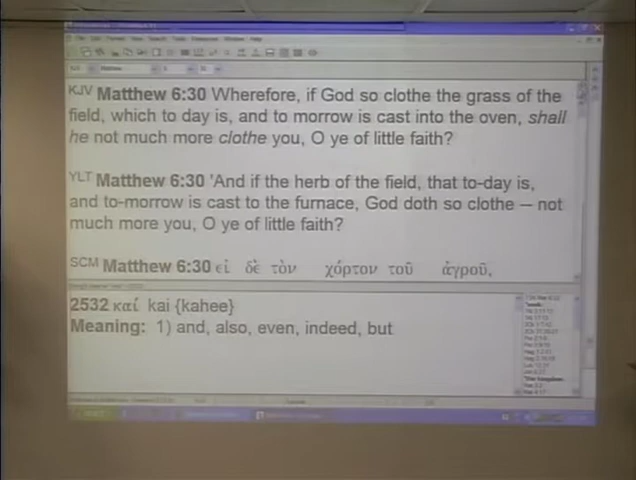 KJV Matthew 6:30 Wherefore, if God so clothe the grass of the
field, which to day is, and to morrow is cast into the oven, shall
he not much more clothe you, O ye of little faith?
YLT Matthew 6:30 'And if the herb of the field, that to-day is,
and to-morrow is cast to the furnace, God doth so clothe — not
much more you, O ye of little faith?
SCM Matthew 6:30 εἰ δὲ τὸν χόρτον τοῦ ἀγροῦ,
2532 καί kai {kahee}
Meaning: 1) and, also, even, indeed, but